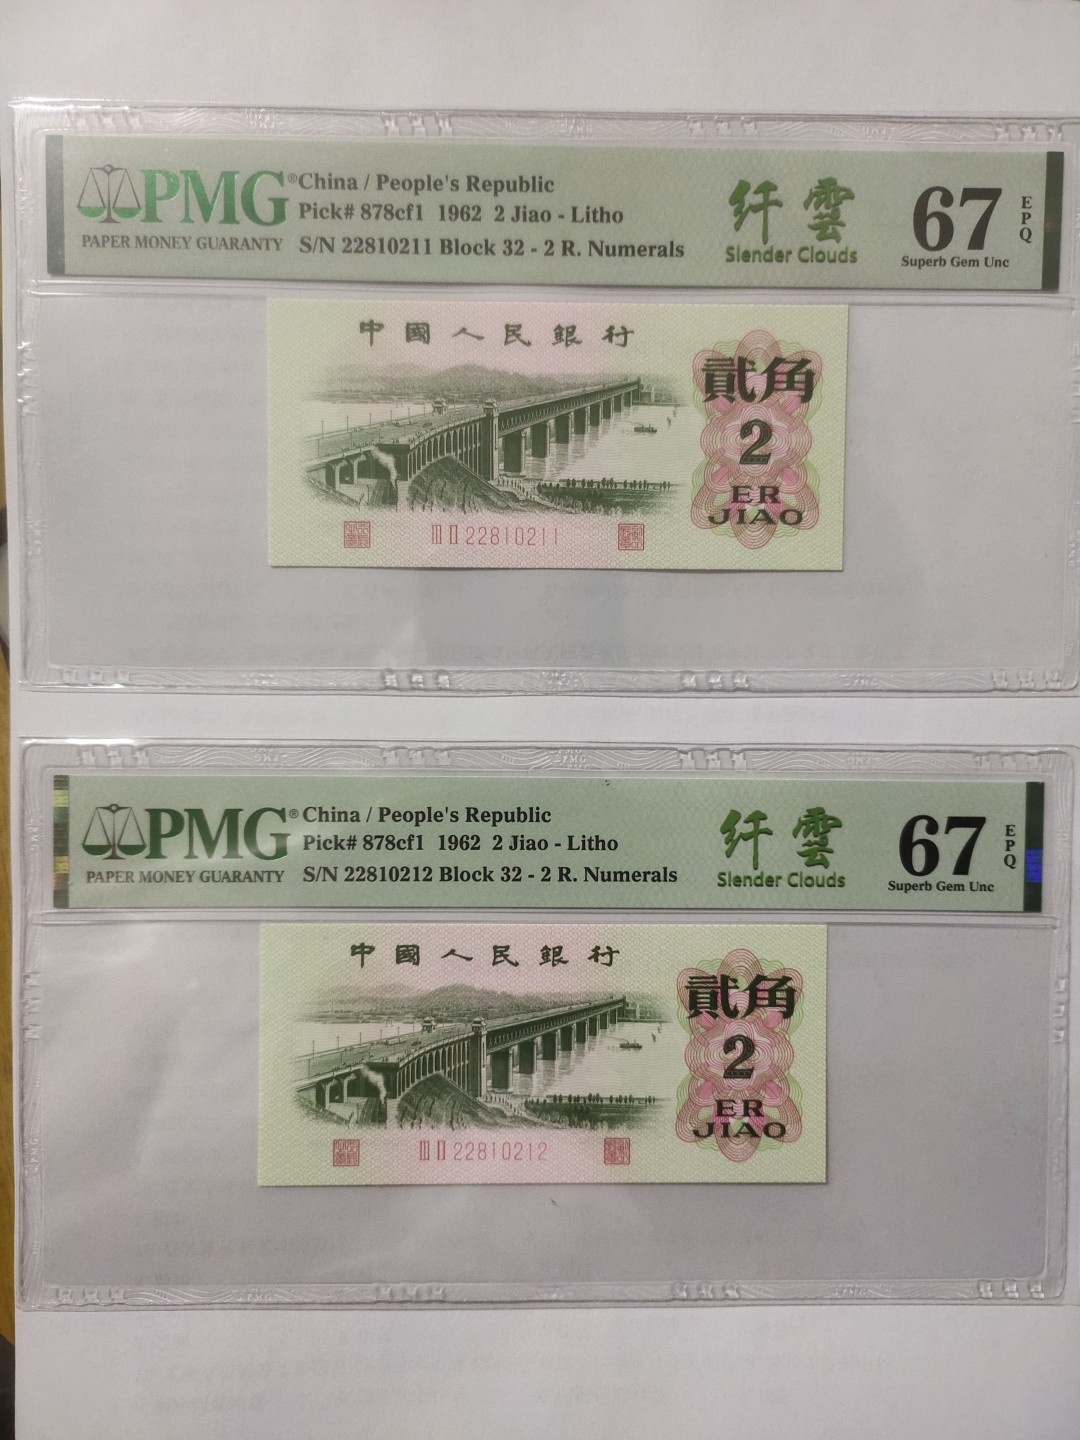 PMG®
PAPER MONEY GUARANTY
China / People's Republic
Pick# 878cf1 1962 2 Jiao - Litho
S/N 22810211 Block 32 - 2 R. Numerals
纤雲
Slender Clouds
67
EPQ
Superb Gem Unc
中國人民銀行
貳角
2
ER
JIAO
III II 22810211
PMG®
PAPER MONEY GUARANTY
China / People's Republic
Pick# 878cf1 1962 2 Jiao - Litho
S/N 22810212 Block 32 - 2 R. Numerals
纤雲
Slender Clouds
67
EPQ
Superb Gem Unc
中國人民銀行
貳角
2
ER
JIAO
III II 22810212